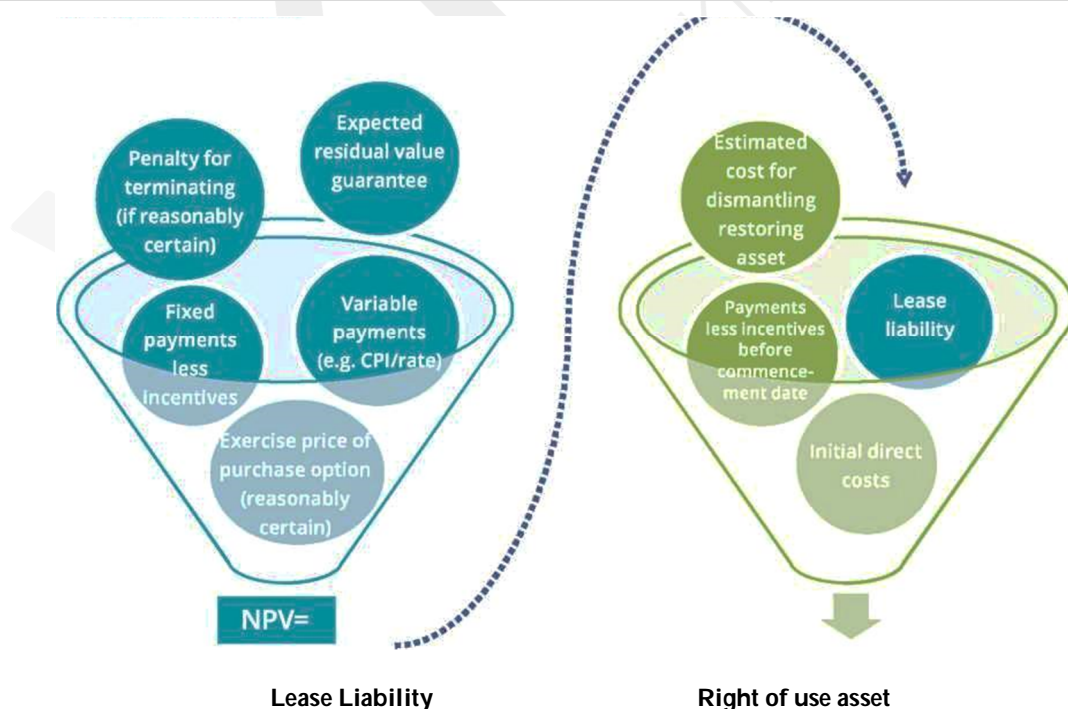 Penalty for
terminating
(if reasonably
certain)
Expected
residual value
guarantee
Fixed
payments
less
incentives
Variable
payments
(e.g. CPI/rate)
Exercise price of
purchase option
(reasonably
certain)
NPV=
Lease Liability
Estimated
cost for
dismantling
restoring
asset
Payments
less incentives
before
commence-
ment date
Lease
liability
Initial direct
costs
Right of use asset